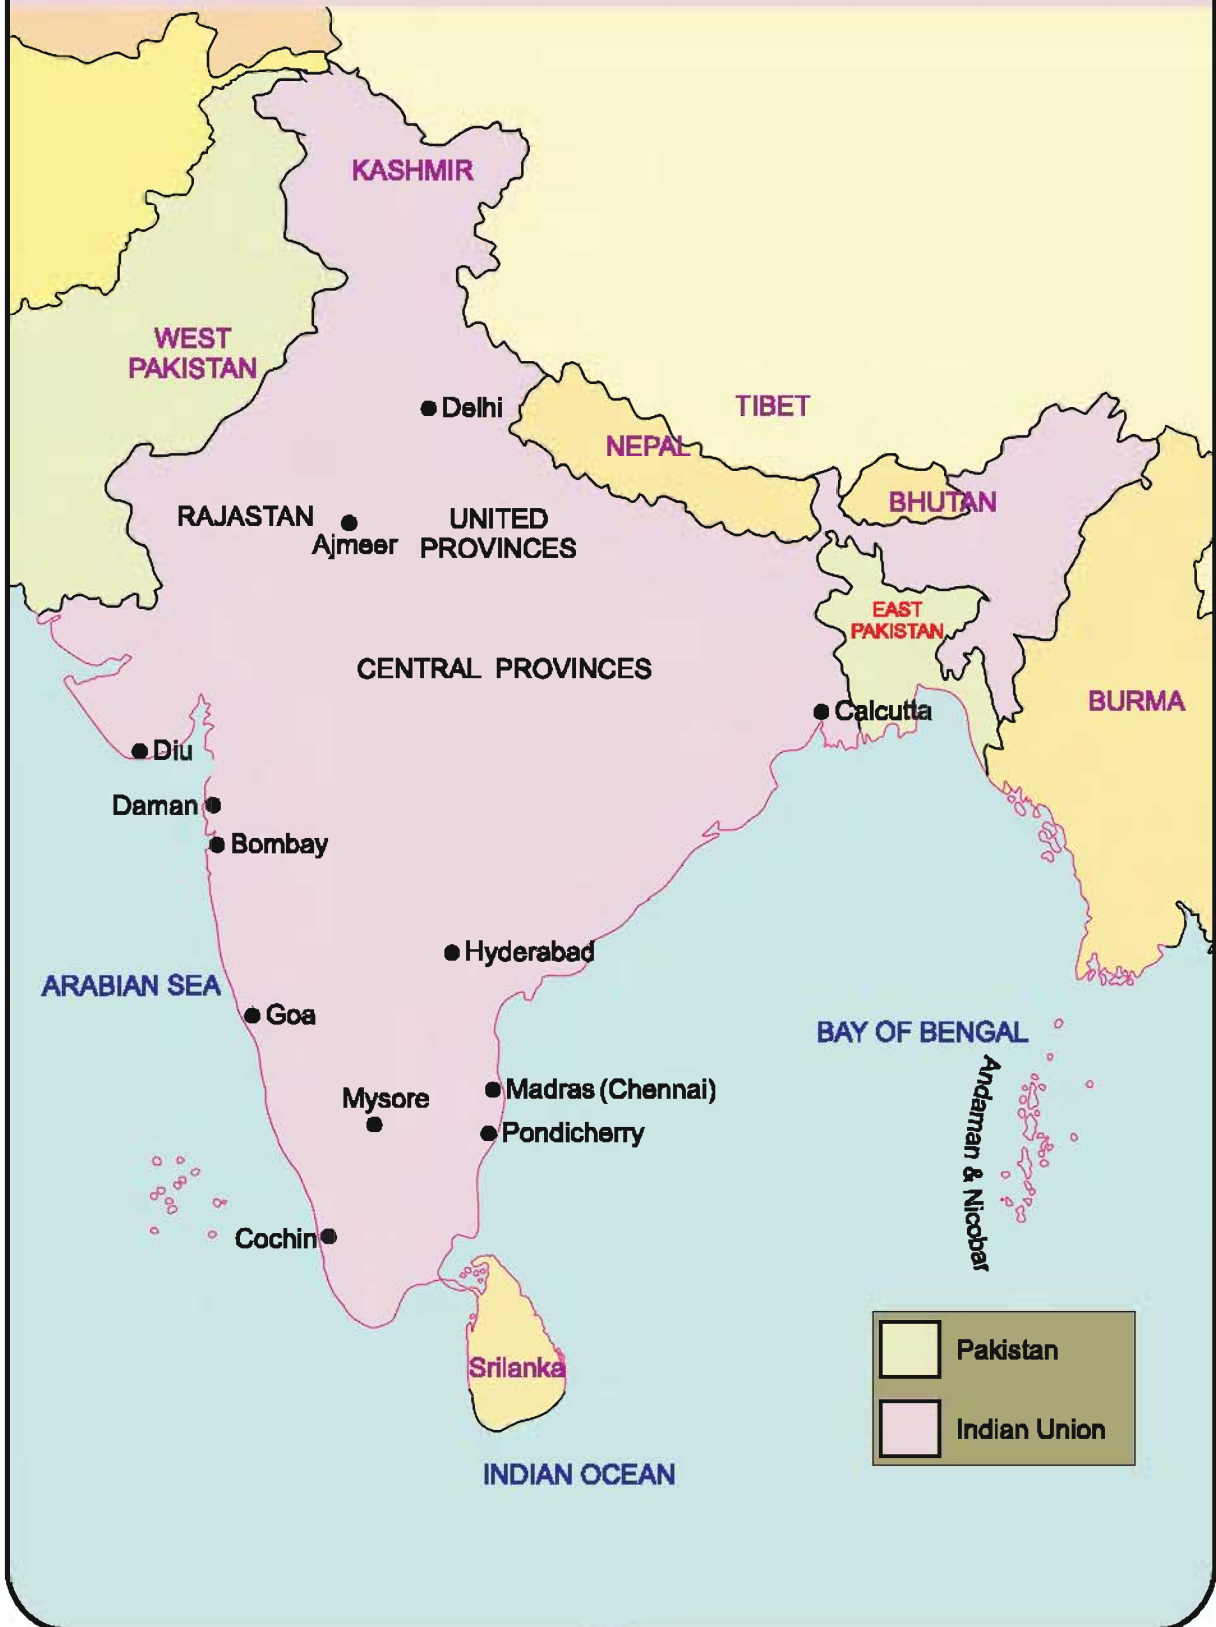 KASHMIR
WEST
PAKISTAN
Delhi
TIBET
NEPAL
BHUTAN
RAJASTAN
Ajmeer
UNITED
PROVINCES
EAST
PAKISTAN
CENTRAL PROVINCES
BURMA
Calcutta
Diu
Daman
Bombay
Hyderabad
ARABIAN SEA
Goa
BAY OF BENGAL
Andaman & Nicobar
Madras (Chennai)
Mysore
Pondicherry
Cochin
Srilanka
Pakistan
Indian Union
INDIAN OCEAN